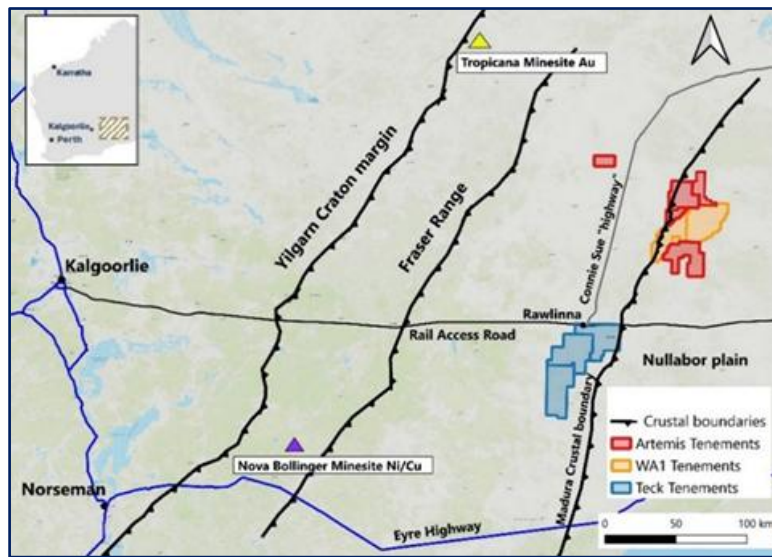 Karratha
Kalgoorlie
Perth
Tropicana Minesite Au
Yilgarn Craton margin
Fraser Range
Connie Sue "highway"
Kalgoorlie
Rawlinna
Rail Access Road
Nullabor plain
Madura Crustal boundary
Nova Bollinger Minesite Ni/Cu
Norseman
Eyre Highway
Crustal boundaries
Artemis Tenements
WA1 Tenements
Teck Tenements
0 50 100 km